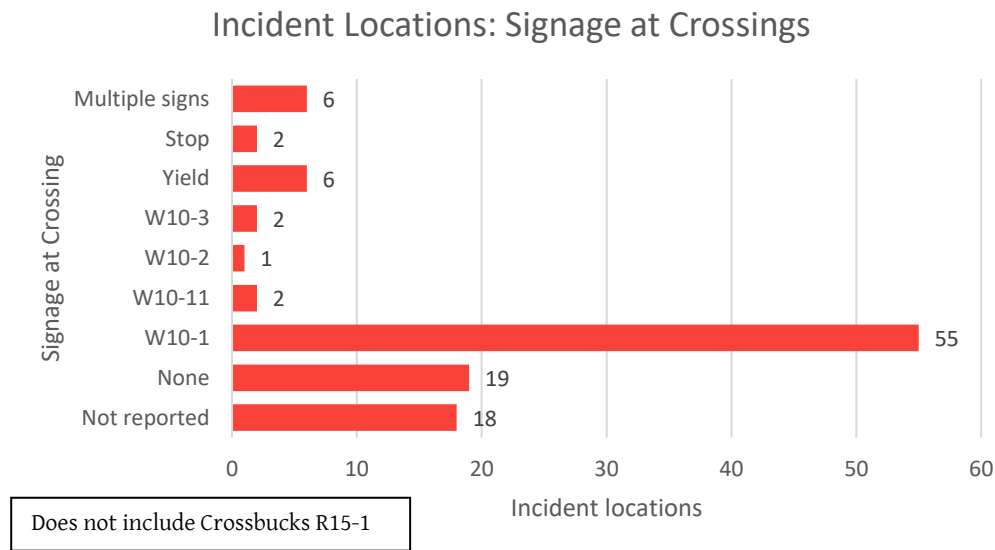 Incident Locations: Signage at Crossings
Signage at Crossing
Multiple signs 6
Stop 2
Yield 6
W10-3 2
W10-2 1
W10-11 2
W10-1 55
None 19
Not reported 18
0 10 20 30 40 50 60
Incident locations
Does not include Crossbucks R15-1